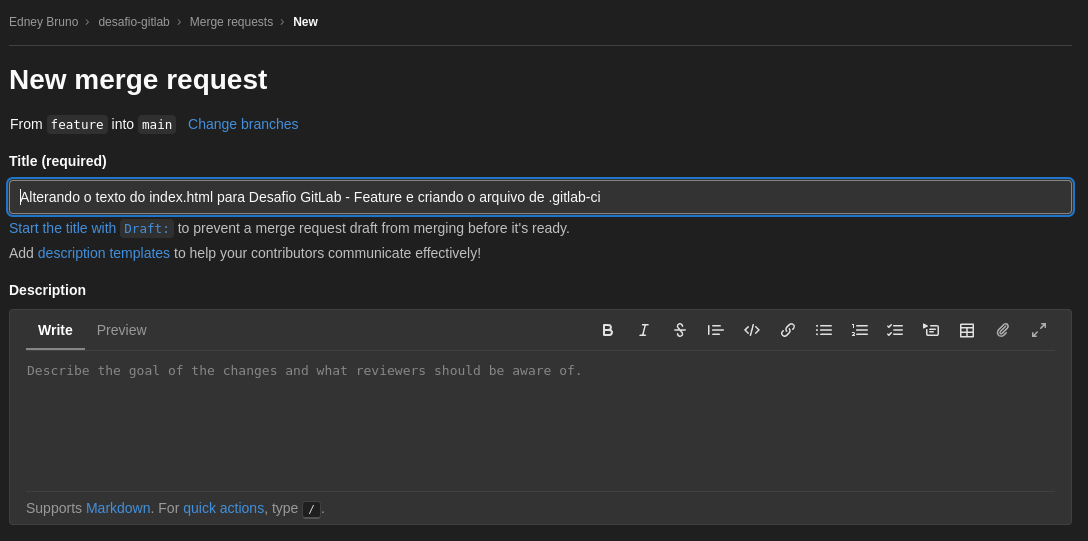 Edney Bruno › desafio-gitlab › Merge requests › New
New merge request
From feature into main Change branches
Title (required)
Alterando o texto do index.html para Desafio GitLab - Feature e criando o arquivo de .gitlab-ci
Start the title with Draft: to prevent a merge request draft from merging before it's ready.
Add description templates to help your contributors communicate effectively!
Description
Write Preview
Describe the goal of the changes and what reviewers should be aware of.
Supports Markdown. For quick actions, type /.